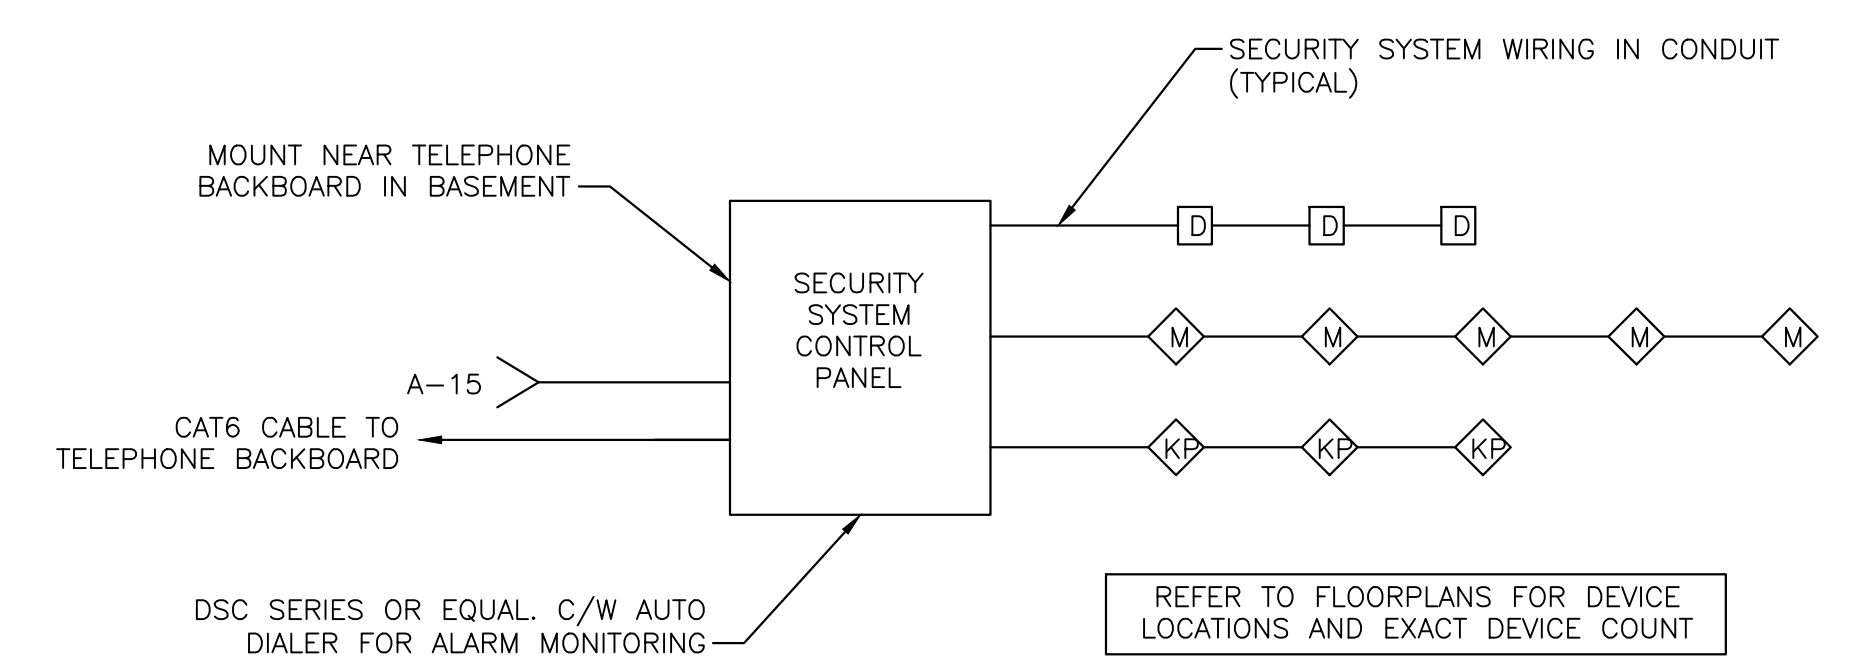 SECURITY SYSTEM WIRING IN CONDUIT
(TYPICAL)
MOUNT NEAR TELEPHONE
BACKBOARD IN BASEMENT
D D D
SECURITY
SYSTEM
CONTROL
PANEL
M M M M M
A-15
CAT6 CABLE TO
TELEPHONE BACKBOARD
KP KP KP
DSC SERIES OR EQUAL. C/W AUTO
DIALER FOR ALARM MONITORING
REFER TO FLOORPLANS FOR DEVICE
LOCATIONS AND EXACT DEVICE COUNT